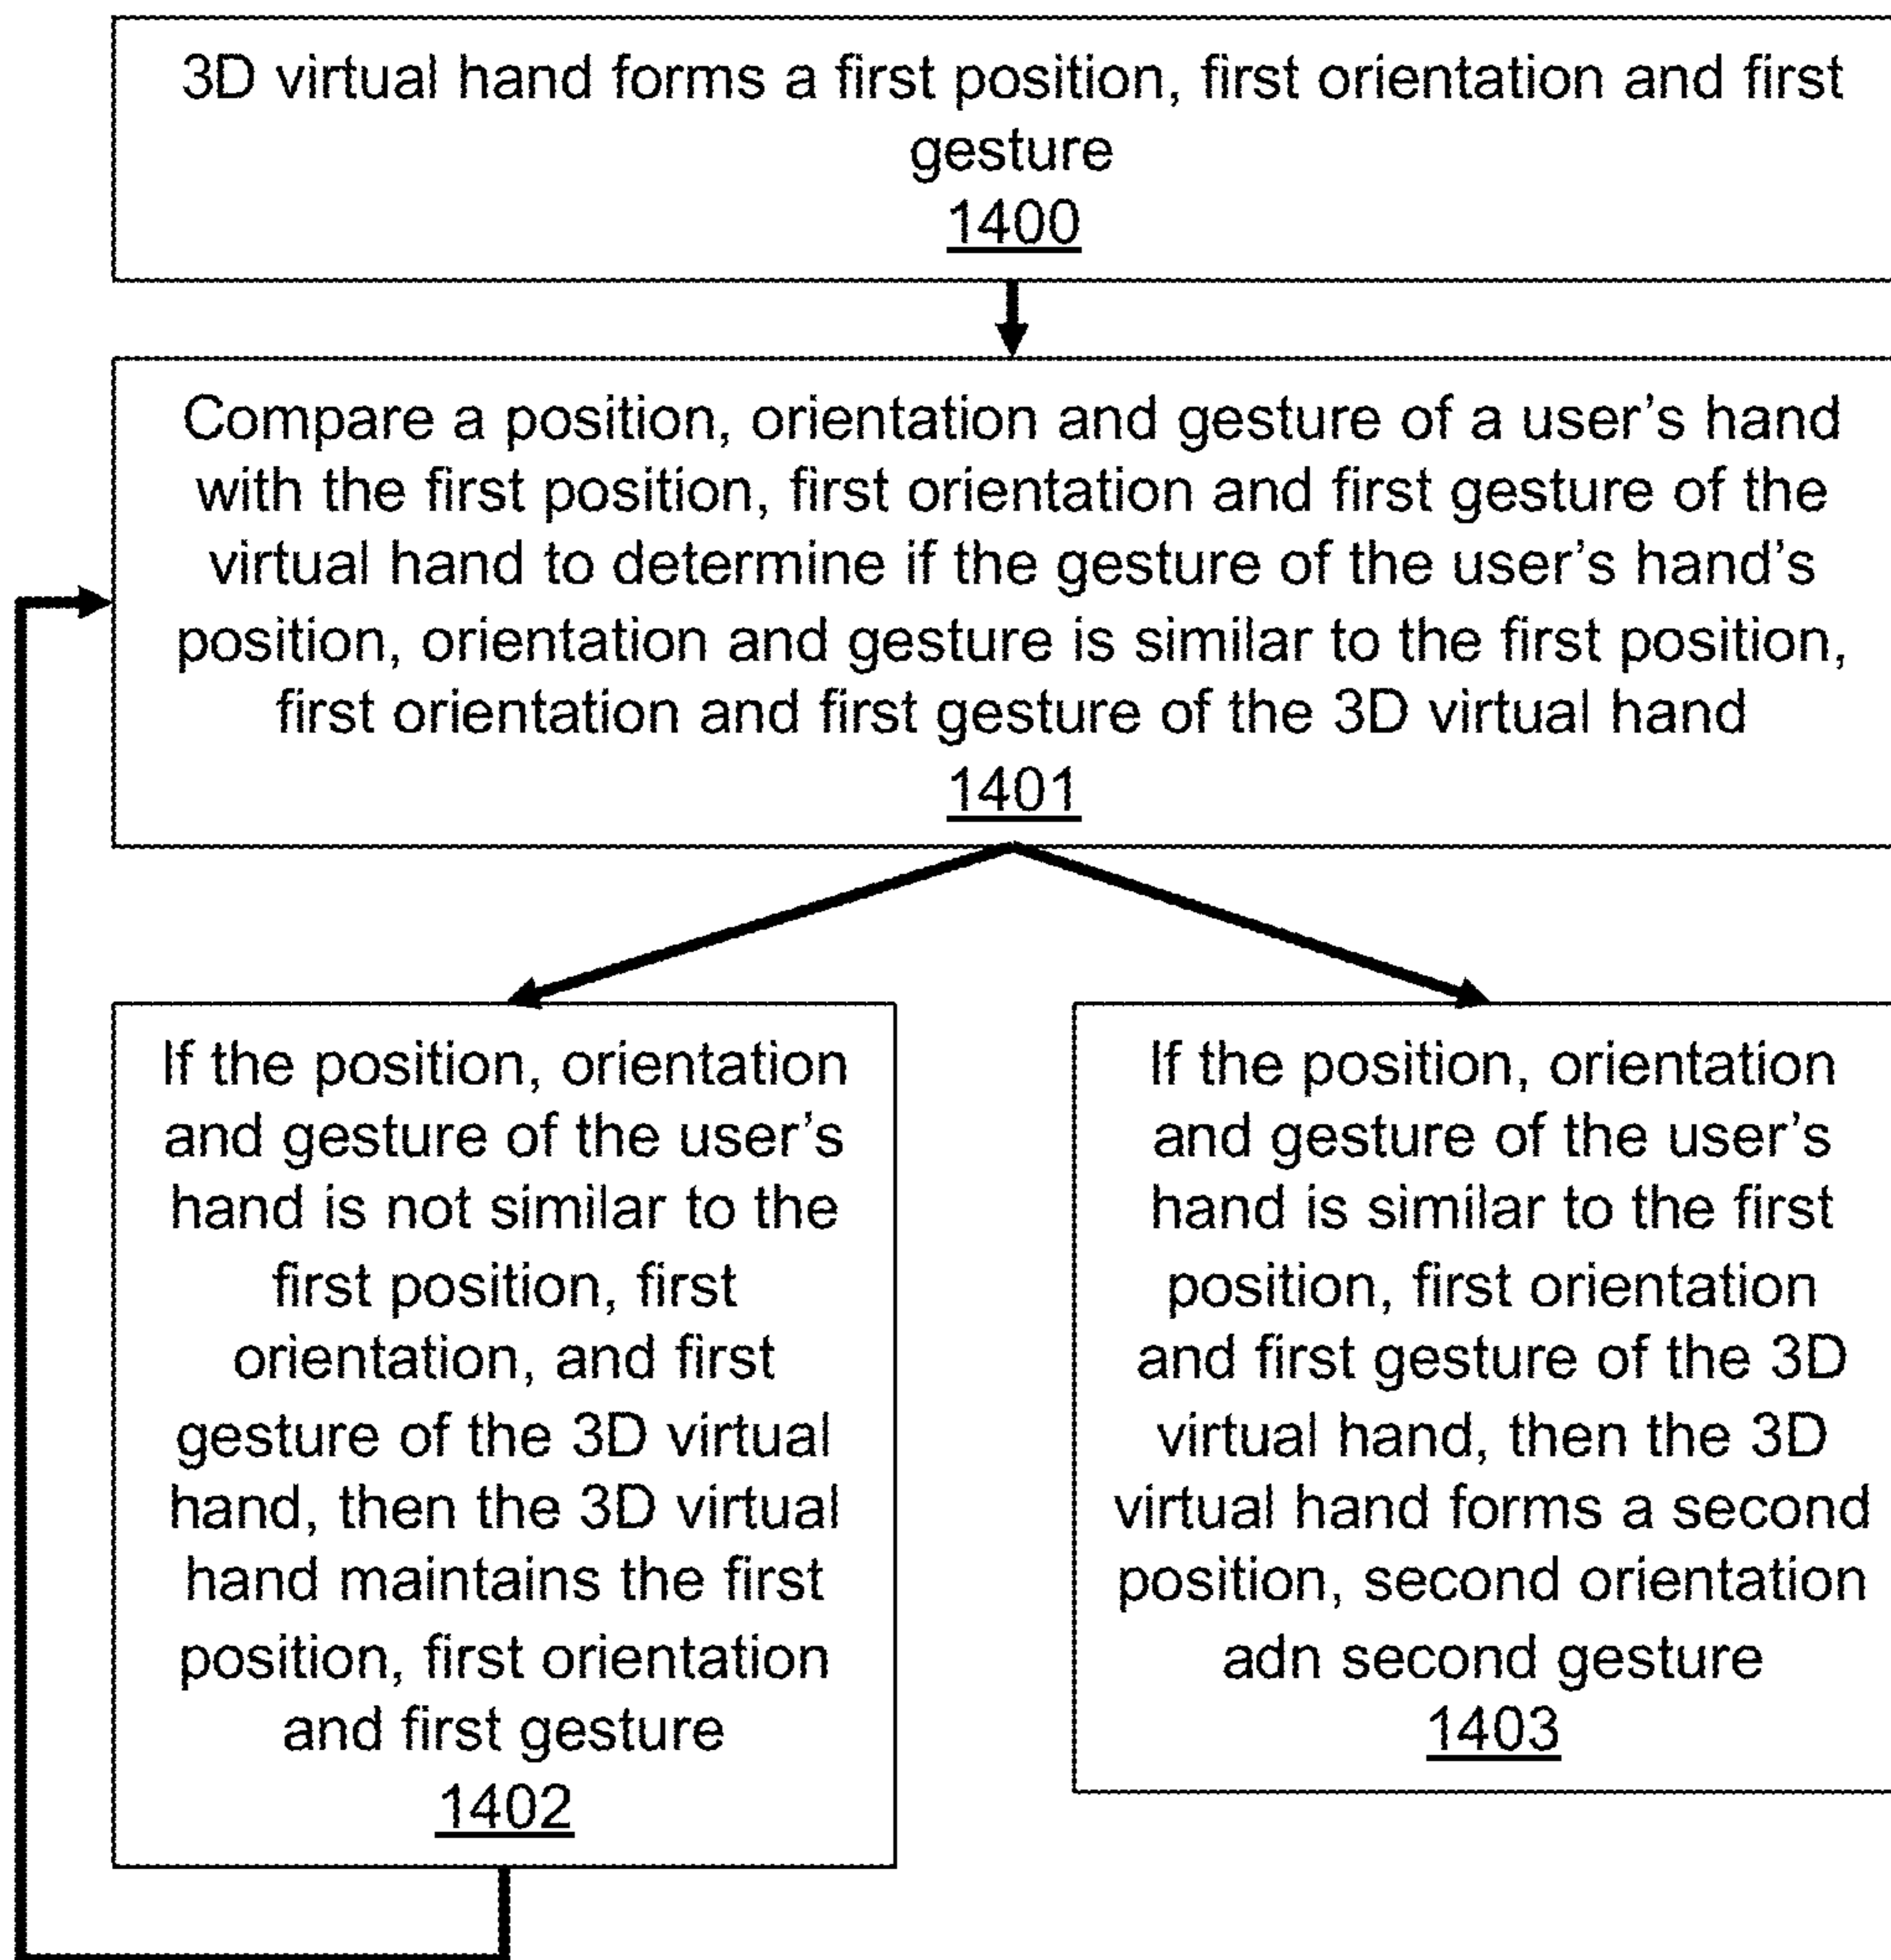 3D virtual hand forms a first position, first orientation and first
gesture
1400
Compare a position, orientation and gesture of a user's hand
with the first position, first orientation and first gesture of the
virtual hand to determine if the gesture of the user's hand's
position, orientation and gesture is similar to the first position,
first orientation and first gesture of the 3D virtual hand
1401
If the position, orientation
and gesture of the user's
hand is not similar to the
first position, first
orientation, and first
gesture of the 3D virtual
hand, then the 3D virtual
hand maintains the first
position, first orientation
and first gesture
1402
If the position, orientation
and gesture of the user's
hand is similar to the first
position, first orientation
and first gesture of the 3D
virtual hand, then the 3D
virtual hand forms a second
position, second orientation
adn second gesture
1403